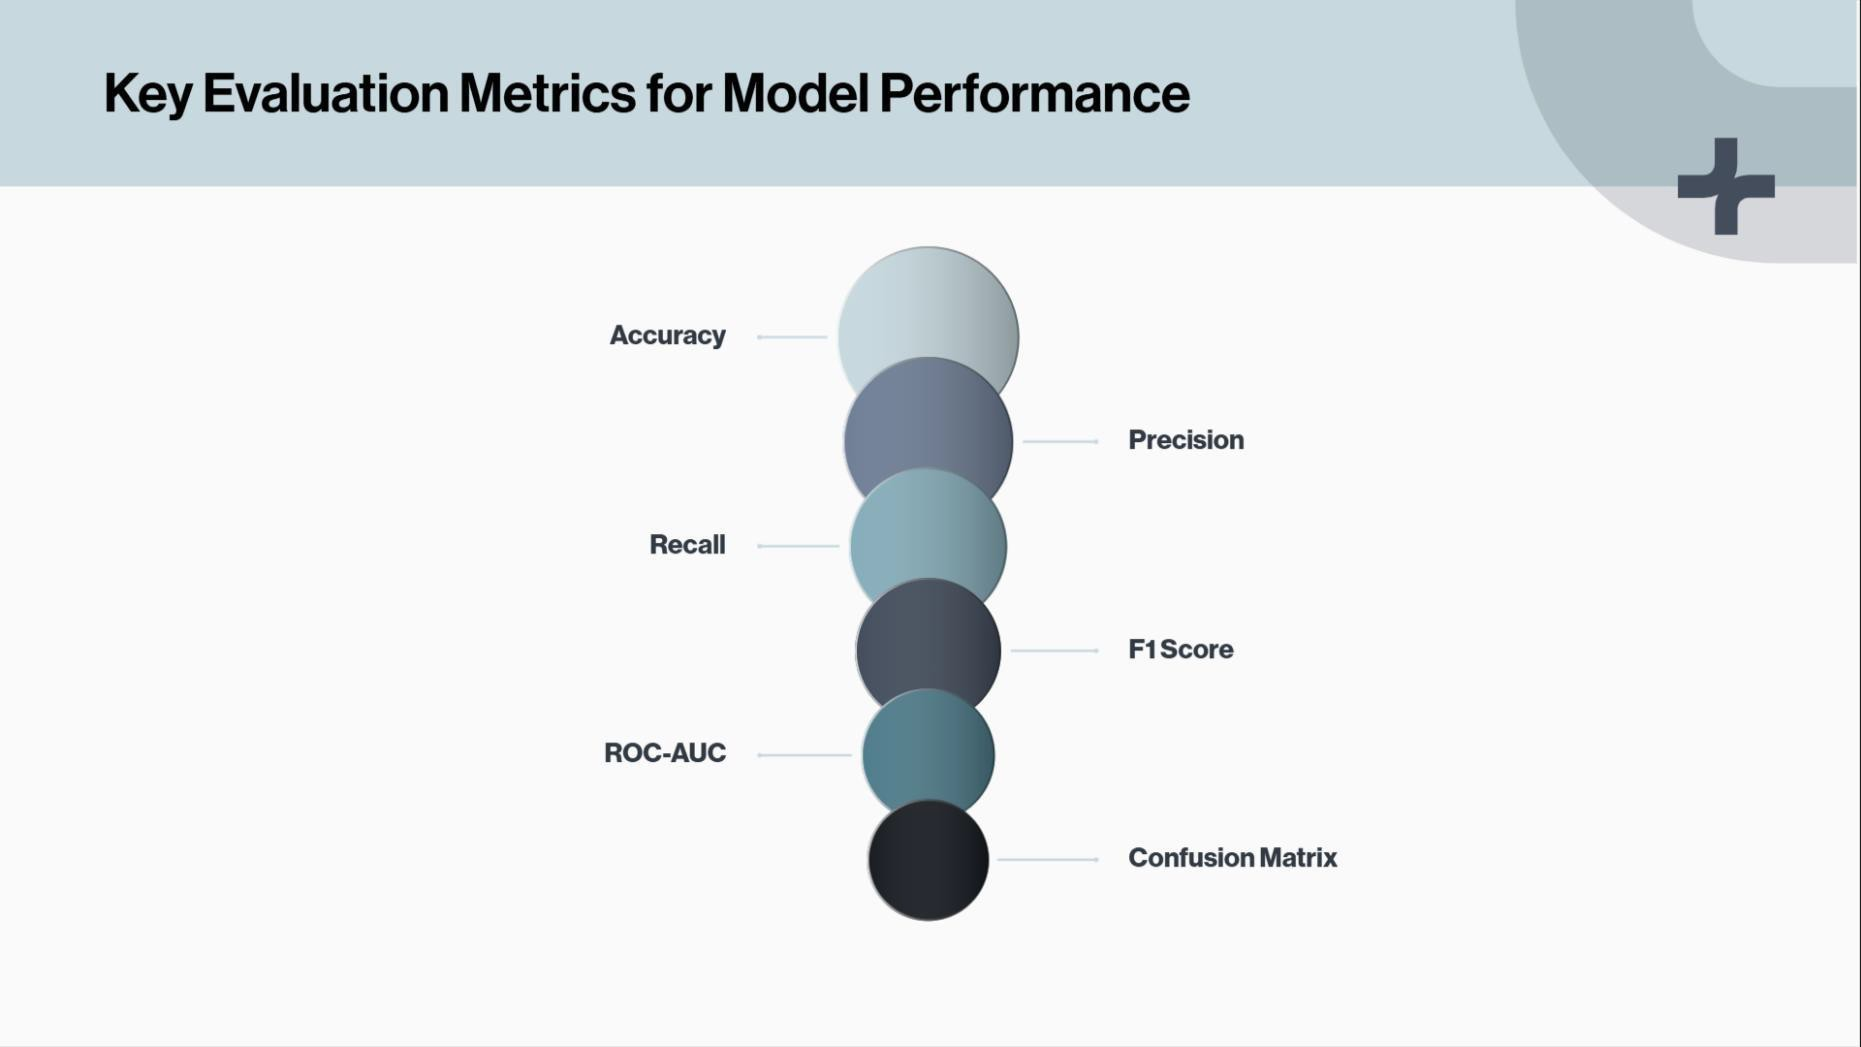 Key Evaluation Metrics for Model Performance
Accuracy
Precision
Recall
F1 Score
ROC-AUC
Confusion Matrix